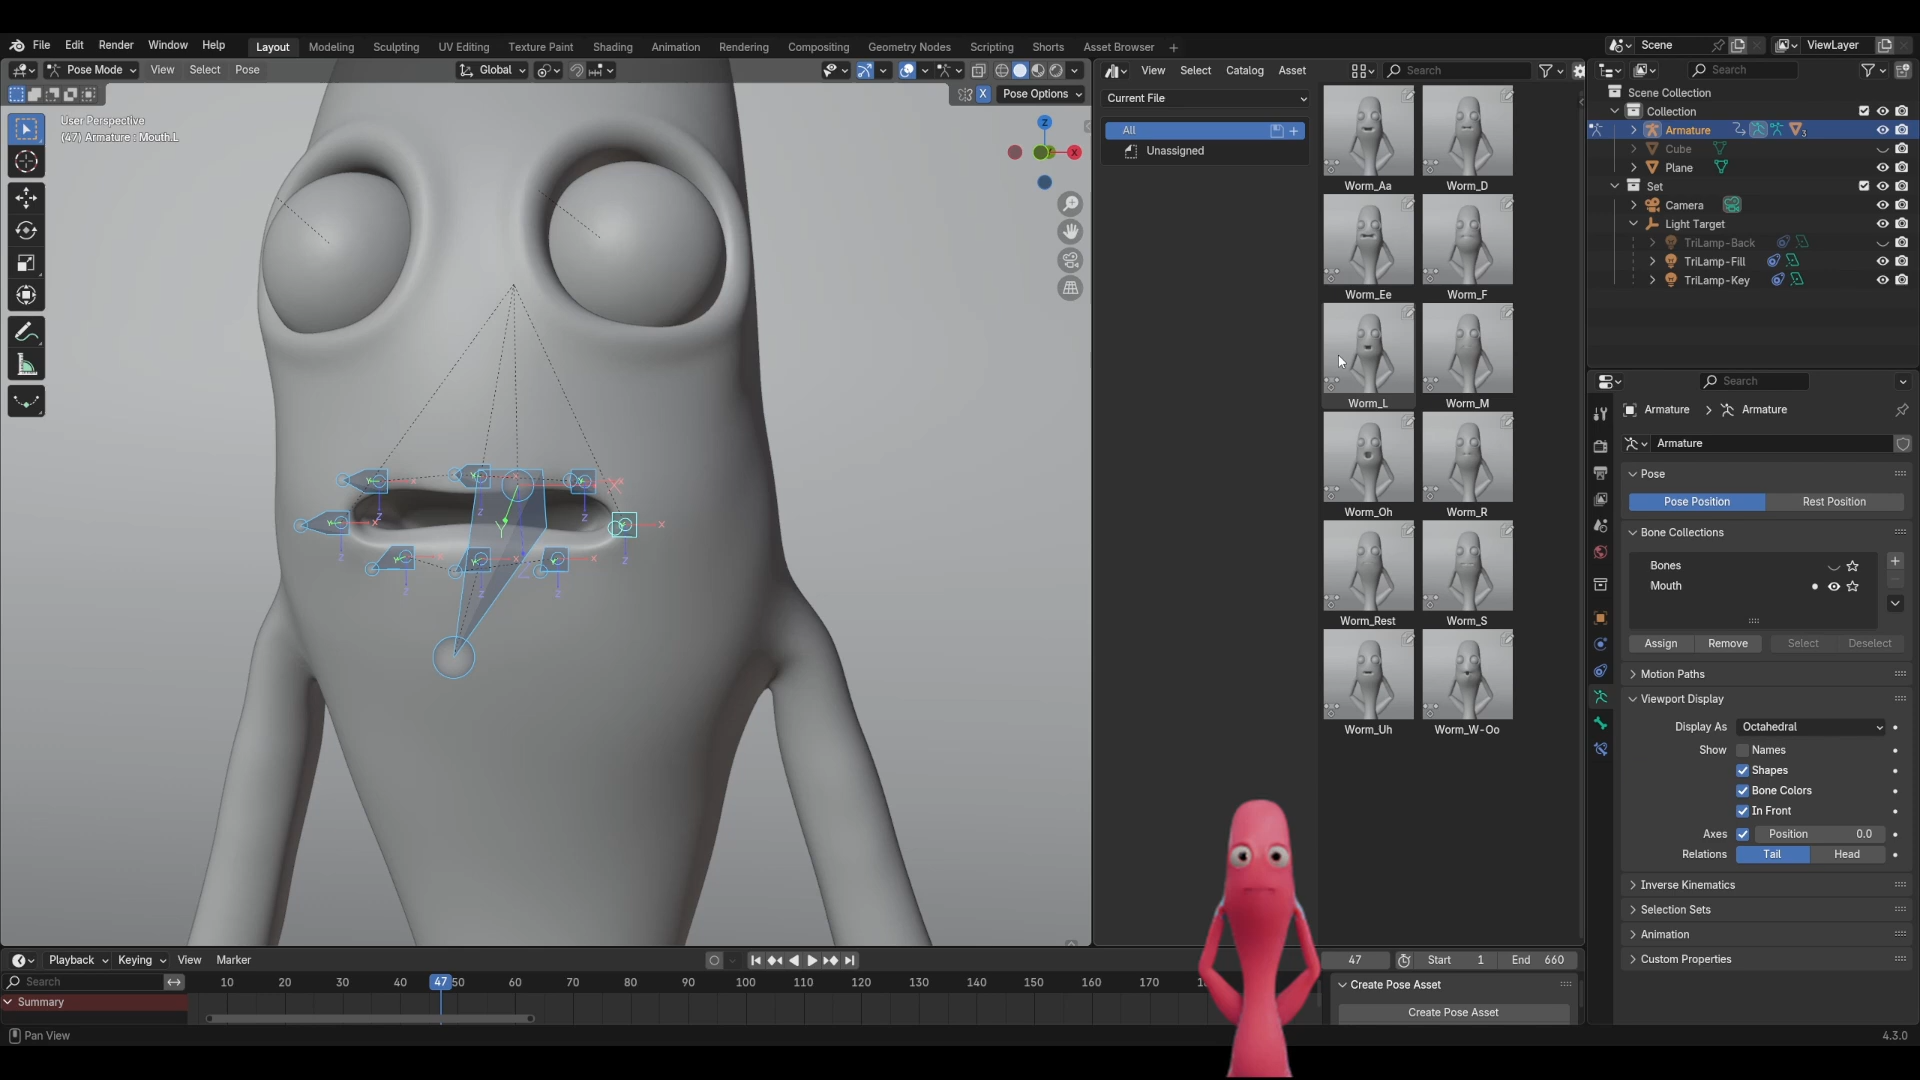 File Edit Render Window Help Layout Modeling Sculpting UV Editing Texture Paint Shading Animation Rendering Compositing Geometry Nodes Scripting Shorts Asset Browser + Scene ViewLayer
Pose Mode View Select Pose Global View Select Catalog Asset Search Search
X Pose Options
User Perspective
(47) Armature : Mouth.L
Z
X
Current File
All
Unassigned
Worm_Aa Worm_D
Worm_Ee Worm_F
Worm_L Worm_M
Worm_Oh Worm_R
Worm_Rest Worm_S
Worm_Uh Worm_W-Oo
Scene Collection
Collection
Armature 3
Cube
Plane
Set
Camera
Light Target
TriLamp-Back
TriLamp-Fill
TriLamp-Key
Search
Armature > Armature
Armature
Pose
Pose Position Rest Position
Bone Collections
Bones
Mouth
Assign Remove Select Deselect
Motion Paths
Viewport Display
Display As Octahedral
Show Names
Shapes
Bone Colors
In Front
Axes Position 0.0
Relations Tail Head
Inverse Kinematics
Selection Sets
Animation
Custom Properties
Playback Keying View Marker 47 Start 1 End 660
Search 10 20 30 40 47 50 60 70 80 90 100 110 120 130 140 150 160 170
Summary
Create Pose Asset
Create Pose Asset
Pan View 4.3.0